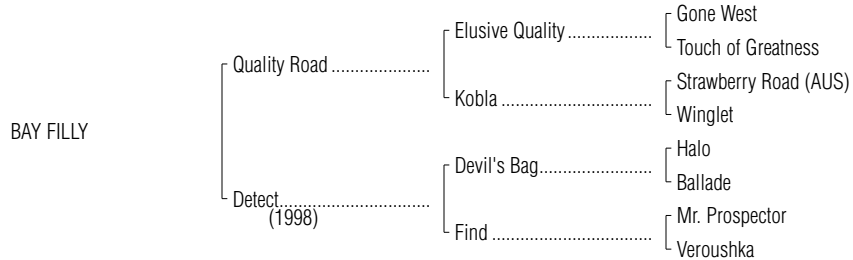 Gone West
Elusive Quality ..................
Touch of Greatness
Quality Road .....................
Strawberry Road (AUS)
Kobla ................................
Winglet
BAY FILLY
Halo
Devil's Bag........................
Ballade
Detect................................
(1998)
Mr. Prospector
Find ..................................
Veroushka